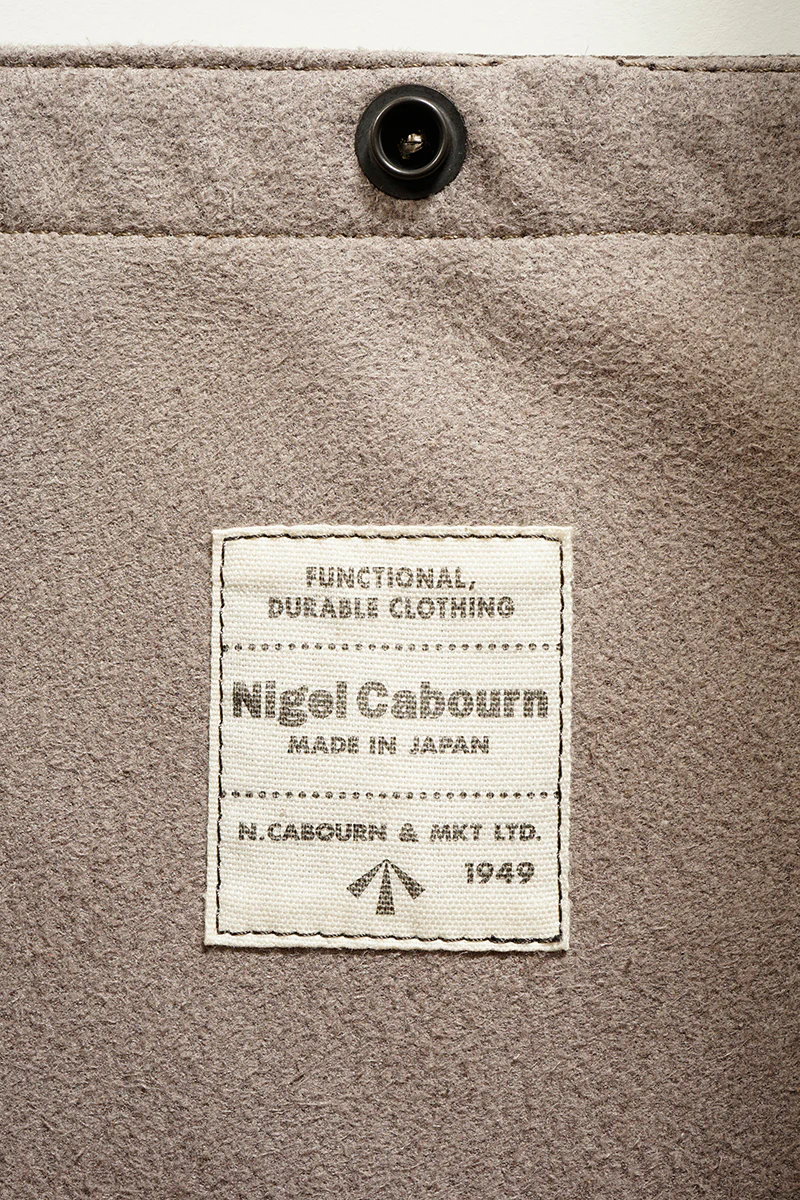 FUNCTIONAL,
DURABLE CLOTHING
Nigel Cabourn
MADE IN JAPAN
N.CABOURN & MKT LTD.
1949